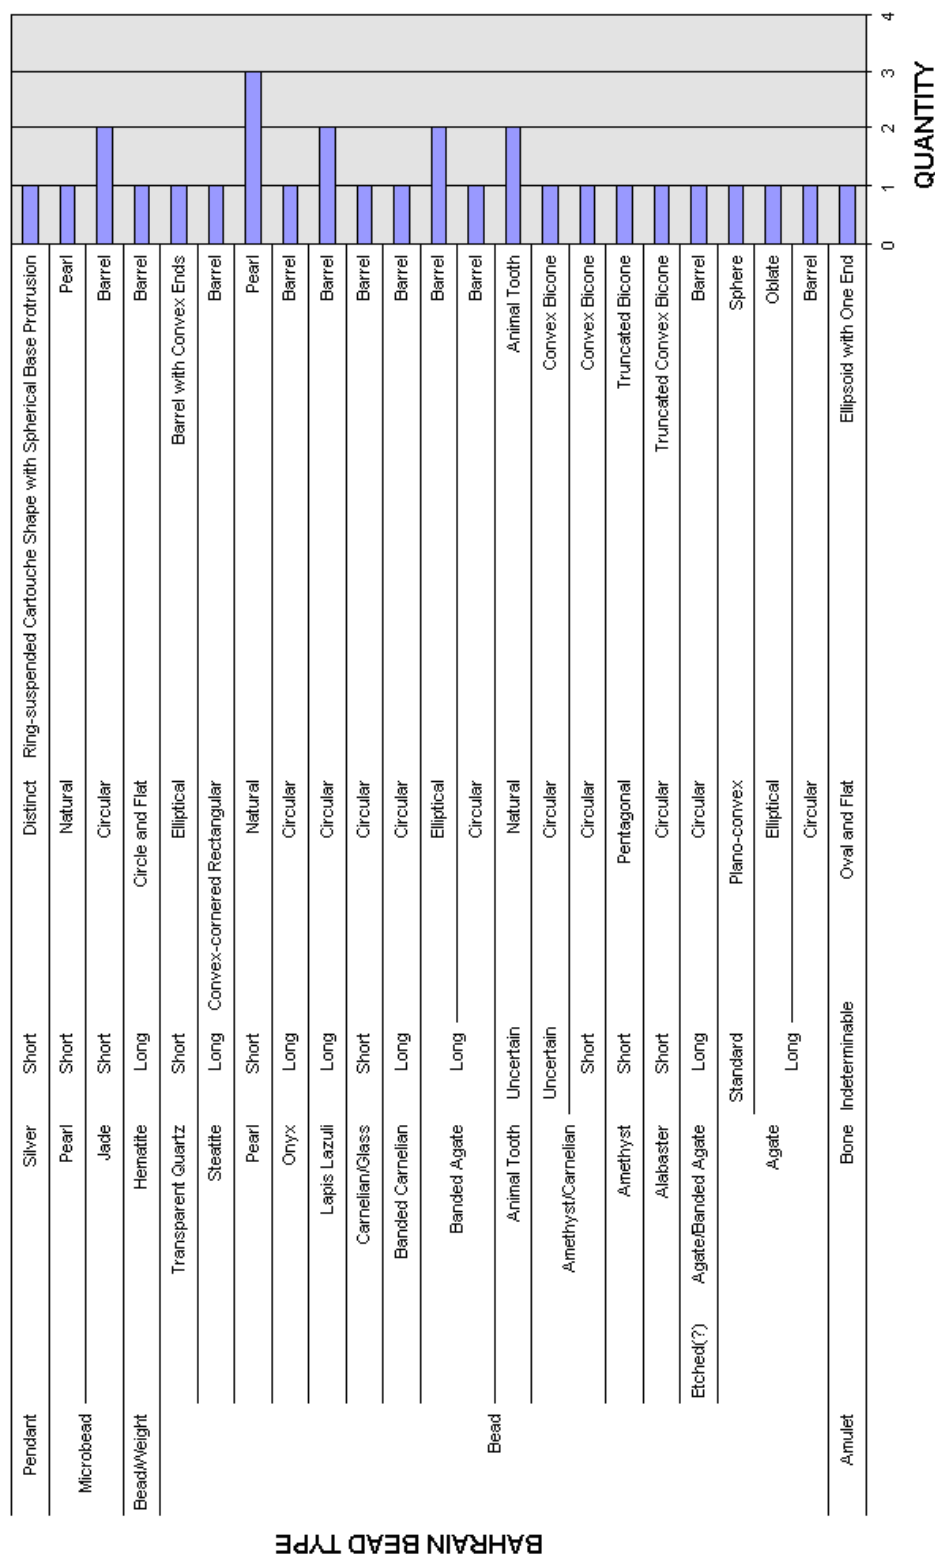 Pendant Silver Short Distinct Ring-suspended Cartouche Shape with Spherical Base Protrusion
Microbead Pearl Short Natural Pearl
Jade Short Circular Barrel
Bead/Weight Hematite Long Circle and Flat Barrel
Bead Transparent Quartz Short Elliptical Barrel with Convex Ends
Steatite Long Convex-cornered Rectangular Barrel
Pearl Short Natural Pearl
Onyx Long Circular Barrel
Lapis Lazuli Long Circular Barrel
Carnelian/Glass Short Circular Barrel
Banded Carnelian Long Circular Barrel
Banded Agate Long Elliptical Barrel
Circular Barrel
Animal Tooth Uncertain Natural Animal Tooth
Amethyst/Carnelian Uncertain Circular Convex Bicone
Short Circular Convex Bicone
Amethyst Short Pentagonal Truncated Bicone
Alabaster Short Circular Truncated Convex Bicone
Etched(?) Agate/Banded Agate Long Circular Barrel
Agate Standard Plano-convex Sphere
Long Elliptical Oblate
Circular Barrel
Amulet Bone Indeterminable Oval and Flat Ellipsoid with One End
0 1 2 3 4
QUANTITY
BAHRAIN BEAD TYPE